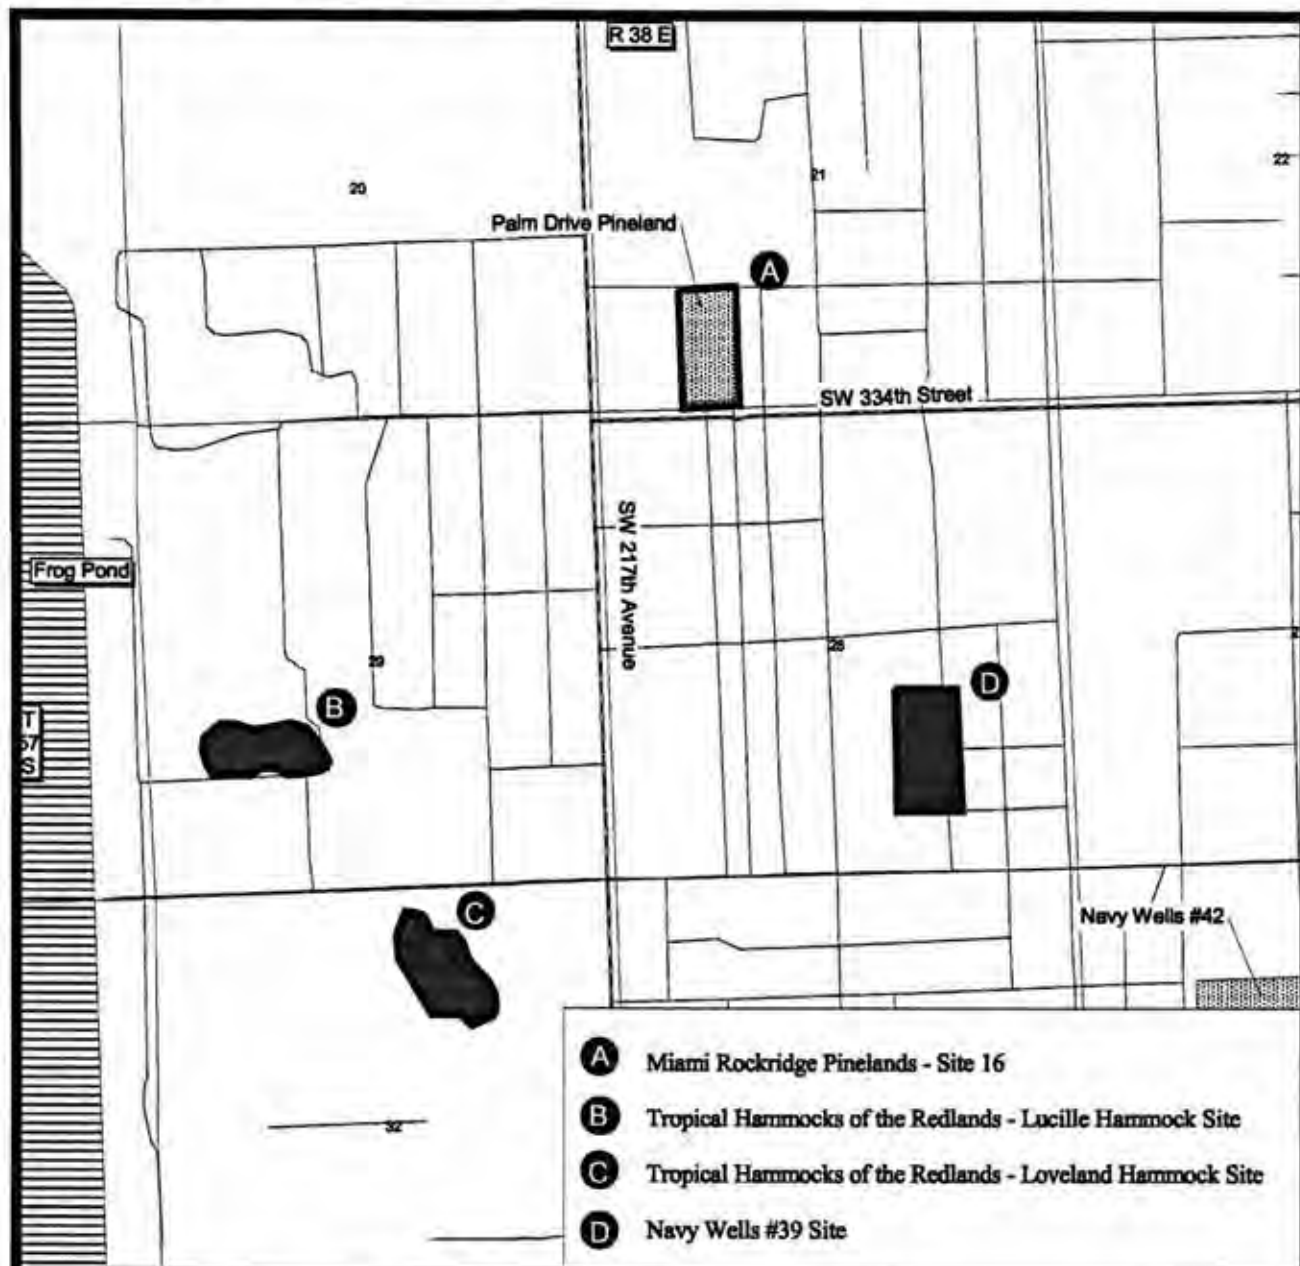 R 38 E
20
21
22
Palm Drive Pineland
A
SW 334th Street
SW 217th Avenue
Frog Pond
29
28
B
D
T
57
S
C
Navy Wells #42
32
A Miami Rockridge Pinelands - Site 16
B Tropical Hammocks of the Redlands - Lucille Hammock Site
C Tropical Hammocks of the Redlands - Loveland Hammock Site
D Navy Wells #39 Site